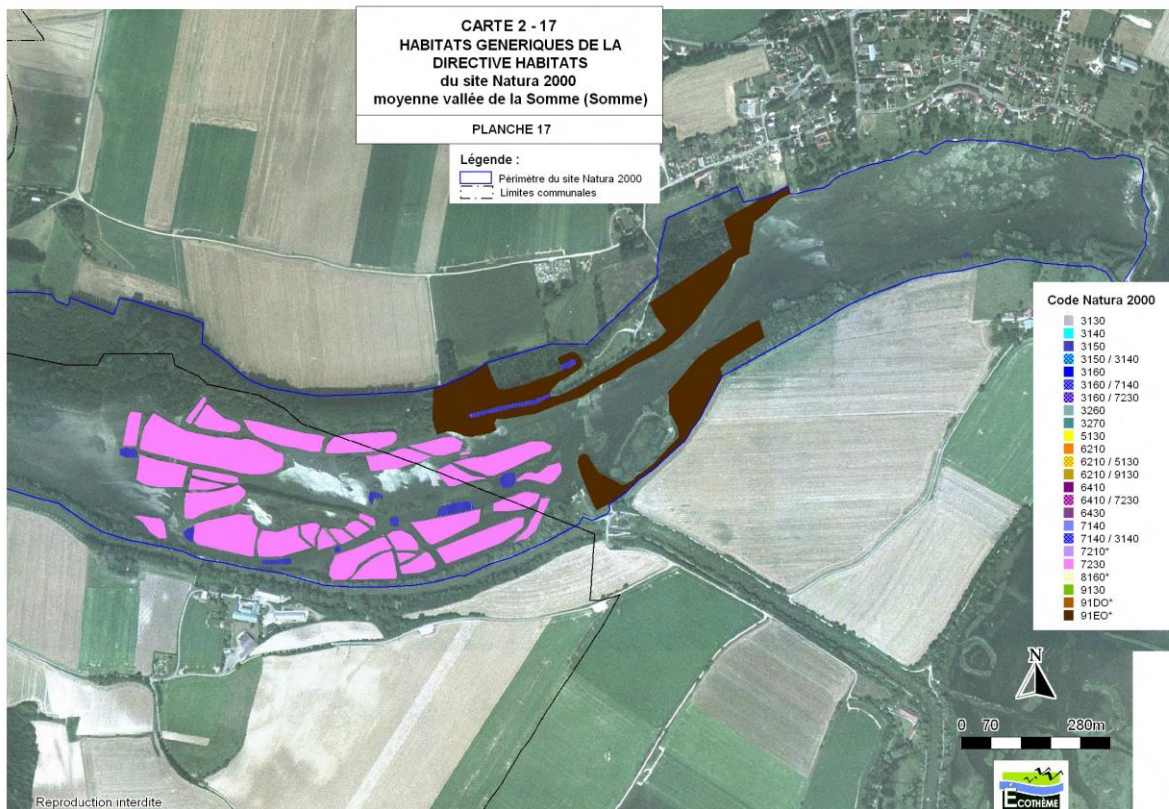 CARTE 2 - 17
HABITATS GENERIQUES DE LA
DIRECTIVE HABITATS
du site Natura 2000
moyenne vallée de la Somme (Somme)
PLANCHE 17
Légende :
Périmètre du site Natura 2000
Limites communales
Code Natura 2000
3130
3140
3150
3150 / 3140
3160
3160 / 7140
3160 / 7230
3260
3270
5130
6210
6210 / 5130
6210 / 9130
6410
6410 / 7230
6430
7140
7140 / 3140
7210*
7230
8160*
9130
91DO*
91EO*
N
0 70 280m
ÉCOTHÈME
Reproduction interdite